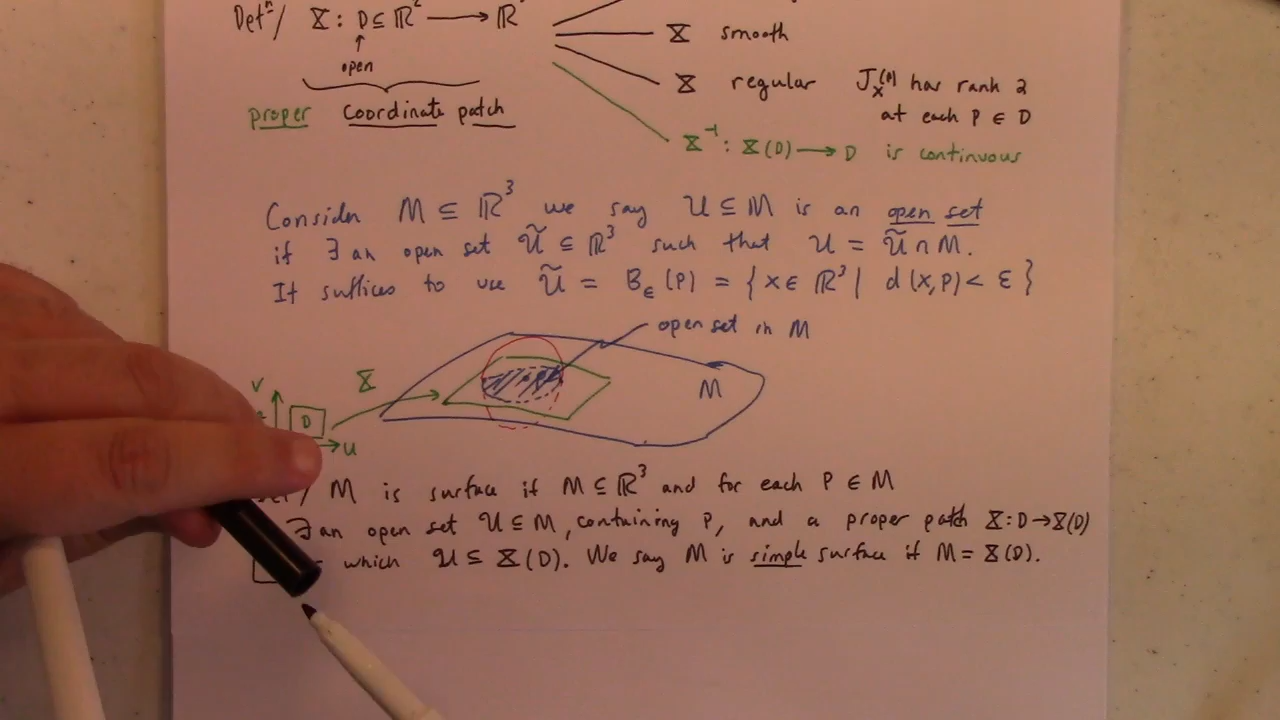 Defⁿ/ X : D ⊆ ℝ² → ℝ
open
proper Coordinate patch
X smooth
X regular J_X(p) has rank 2
at each p ∈ D
X⁻¹ : X(D) → D is continuous
Consider M ⊆ ℝ³ we say U ⊆ M is an open set
if ∃ an open set Ũ ⊆ ℝ³ such that U = Ũ ∩ M.
It suffices to use Ũ = B_ε(p) = { x ∈ ℝ³ | d(x,p) < ε }
open set in M
V
X
D
u
M
M is surface if M ⊆ ℝ³ and for each p ∈ M
∃ an open set U ⊆ M, containing p, and a proper patch X: D → X(D)
which U ⊆ X(D). We say M is simple surface if M = X(D).